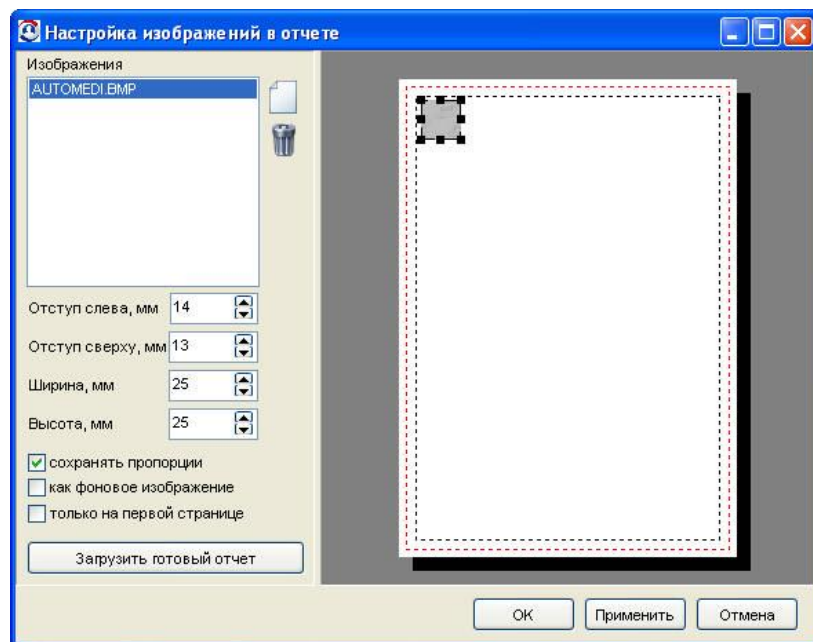 Настройка изображений в отчете
Изображения
AUTOMEDI.BMP
Отступ слева, мм 14
Отступ сверху, мм 13
Ширина, мм 25
Высота, мм 25
сохранять пропорции
как фоновое изображение
только на первой странице
Загрузить готовый отчет
ОК Применить Отмена